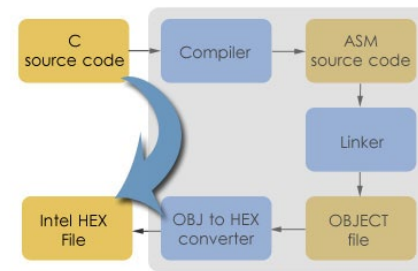 C
source code
Compiler
ASM
source code
Linker
Intel HEX
File
OBJ to HEX
converter
OBJECT
file